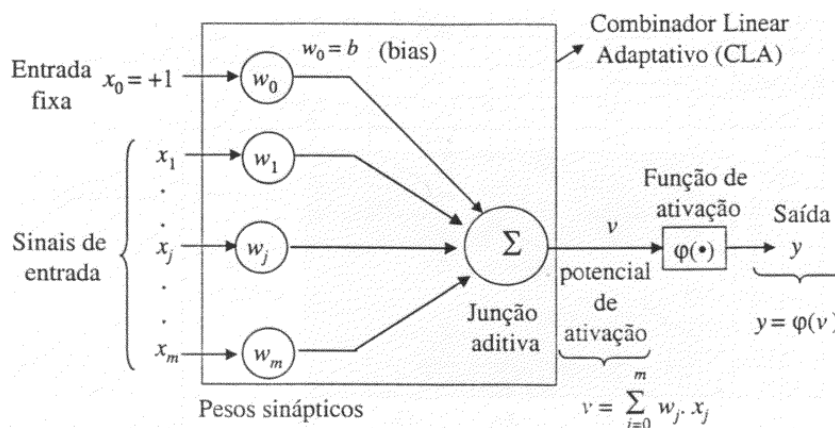 w₀ = b (bias)
Combinador Linear
Adaptativo (CLA)
Entrada
fixa
x₀ = +1
w₀
x₁
w₁
.
.
Sinais de
entrada
xⱼ
wⱼ
.
.
xₘ
wₘ
Σ
Junção
aditiva
v
potencial
de
ativação
Função de
ativação
φ(•)
Saída
y
y = φ(v)
v = Σ wⱼ. xⱼ
m
j=0
Pesos sinápticos